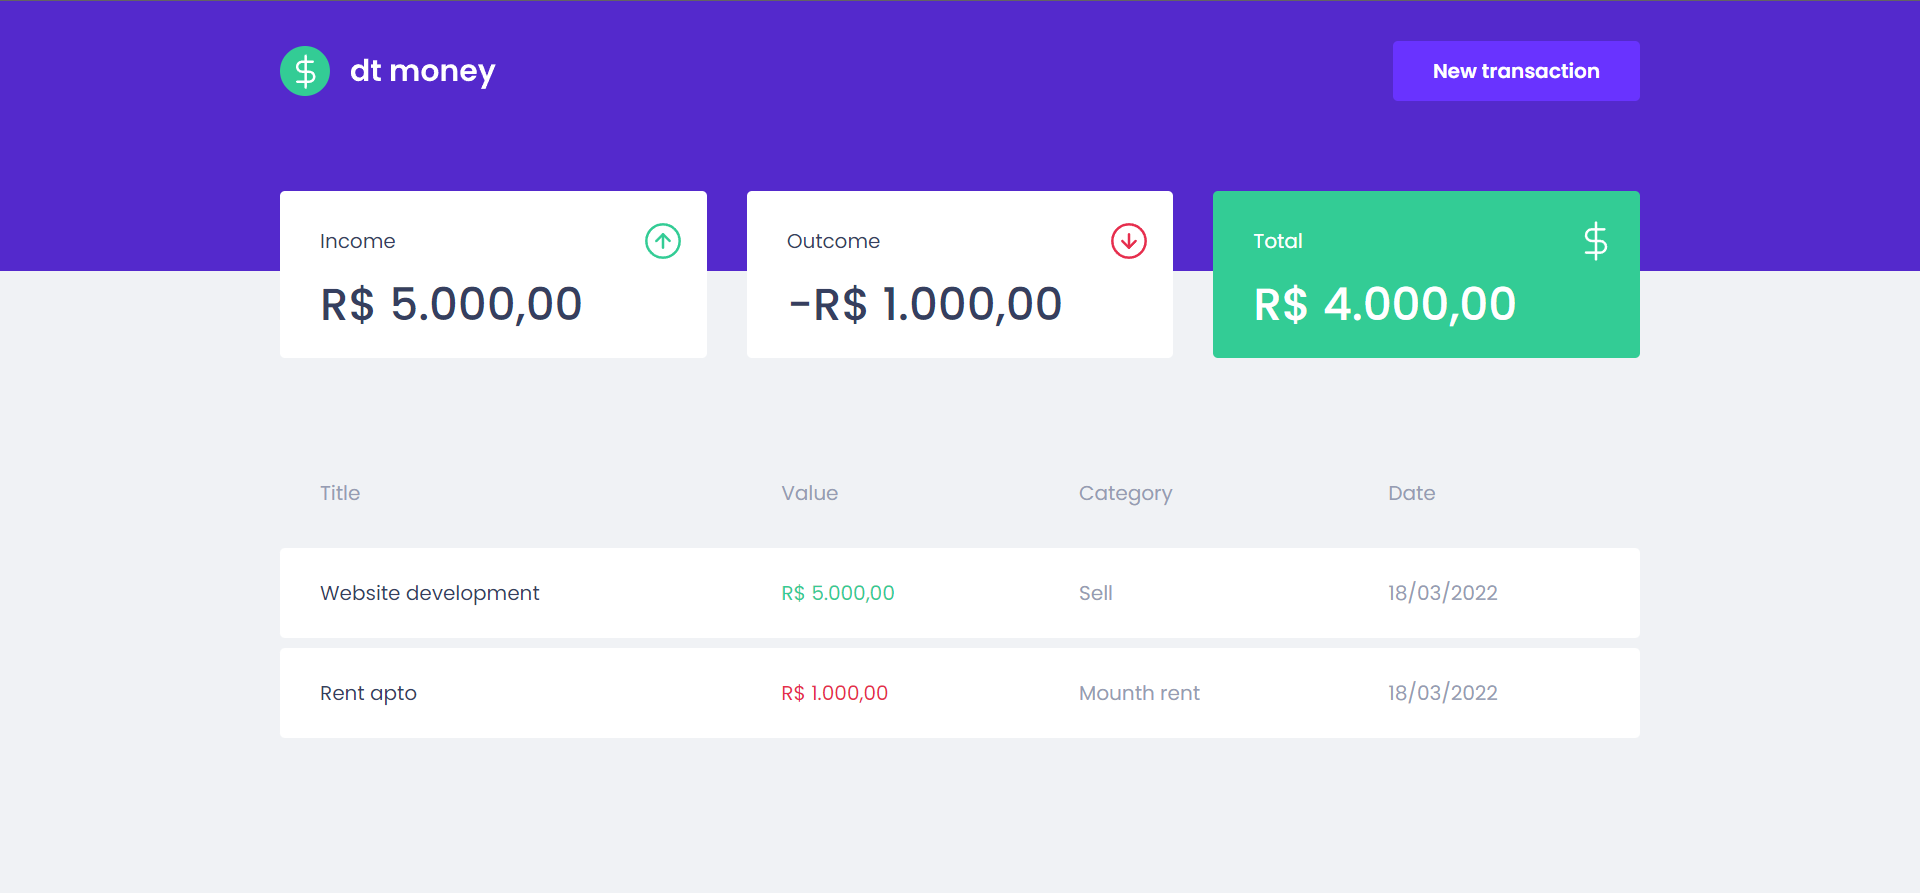 dt money
New transaction
Income
R$ 5.000,00
Outcome
-R$ 1.000,00
Total
R$ 4.000,00
Title Value Category Date
Website development R$ 5.000,00 Sell 18/03/2022
Rent apto R$ 1.000,00 Mounth rent 18/03/2022